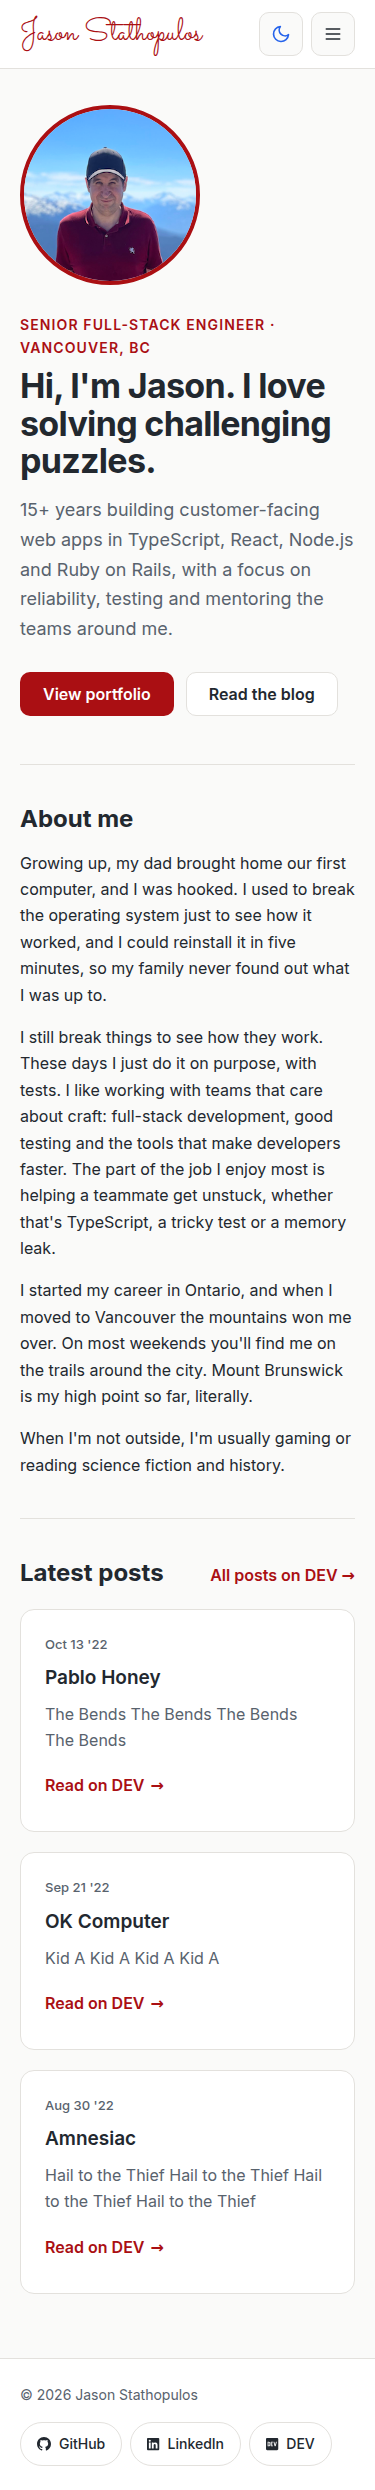 Jason Stathopulos
SENIOR FULL-STACK ENGINEER ·
VANCOUVER, BC
Hi, I'm Jason. I love
solving challenging
puzzles.
15+ years building customer-facing
web apps in TypeScript, React, Node.js
and Ruby on Rails, with a focus on
reliability, testing and mentoring the
teams around me.
View portfolio
Read the blog
About me
Growing up, my dad brought home our first
computer, and I was hooked. I used to break
the operating system just to see how it
worked, and I could reinstall it in five
minutes, so my family never found out what
I was up to.
I still break things to see how they work.
These days I just do it on purpose, with
tests. I like working with teams that care
about craft: full-stack development, good
testing and the tools that make developers
faster. The part of the job I enjoy most is
helping a teammate get unstuck, whether
that's TypeScript, a tricky test or a memory
leak.
I started my career in Ontario, and when I
moved to Vancouver the mountains won me
over. On most weekends you'll find me on
the trails around the city. Mount Brunswick
is my high point so far, literally.
When I'm not outside, I'm usually gaming or
reading science fiction and history.
Latest posts
All posts on DEV →
Oct 13 '22
Pablo Honey
The Bends The Bends The Bends
The Bends
Read on DEV →
Sep 21 '22
OK Computer
Kid A Kid A Kid A Kid A
Read on DEV →
Aug 30 '22
Amnesiac
Hail to the Thief Hail to the Thief Hail
to the Thief Hail to the Thief
Read on DEV →
© 2026 Jason Stathopulos
GitHub
LinkedIn
DEV